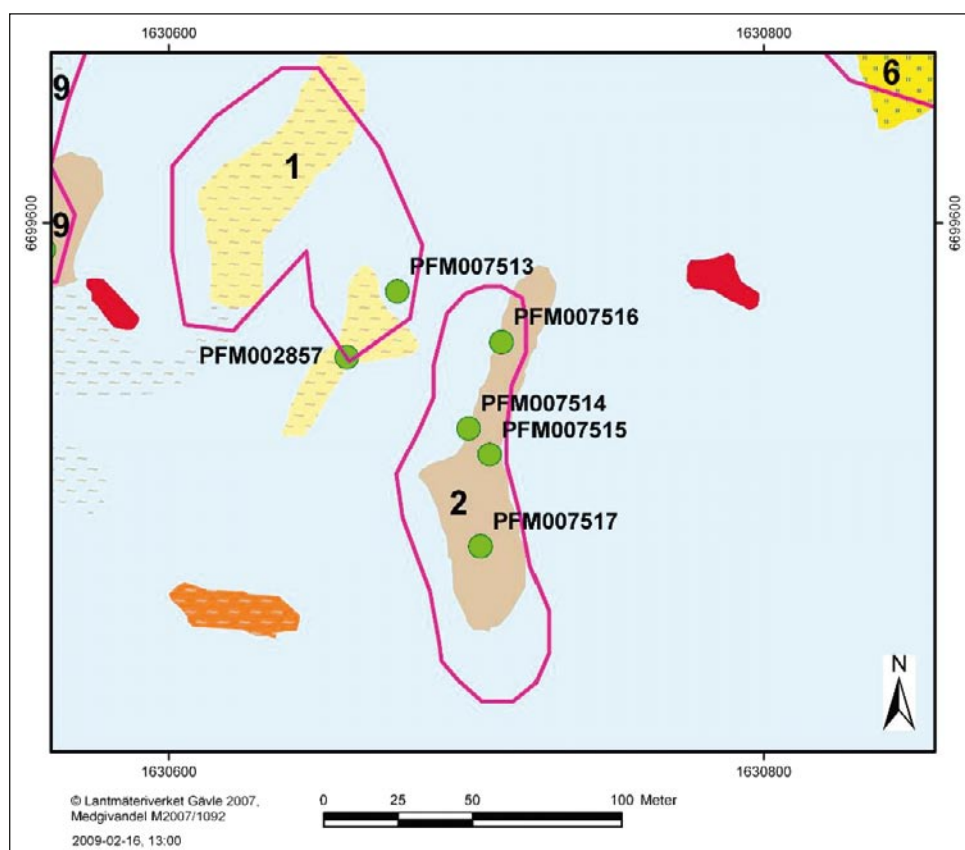 1630600 1630800
9
6
1
6699600
9
6699600
PFM007513
PFM007516
PFM002857
PFM007514
PFM007515
2
PFM007517
N
1630600 1630800
© Lantmäteriverket Gävle 2007,
Medgivandel M2007/1092
2009-02-16, 13:00
0 25 50 100 Meter